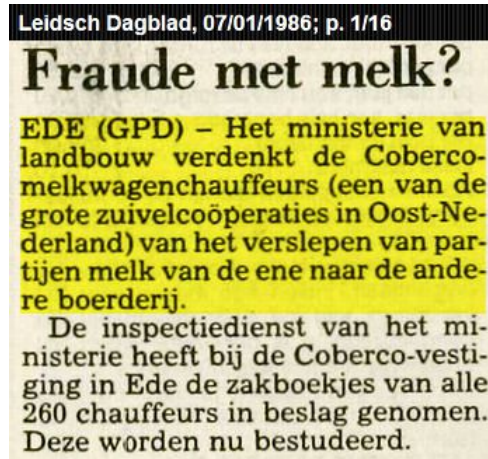 Leidsch Dagblad, 07/01/1986; p. 1/16
Fraude met melk?
EDE (GPD) – Het ministerie van
landbouw verdenkt de Coberco-
melkwagenchauffeurs (een van de
grote zuivelcoöperaties in Oost-Ne-
derland) van het verslepen van par-
tijen melk van de ene naar de ande-
re boerderij.
De inspectiedienst van het mi-
nisterie heeft bij de Coberco-vesti-
ging in Ede de zakboekjes van alle
260 chauffeurs in beslag genomen.
Deze worden nu bestudeerd.